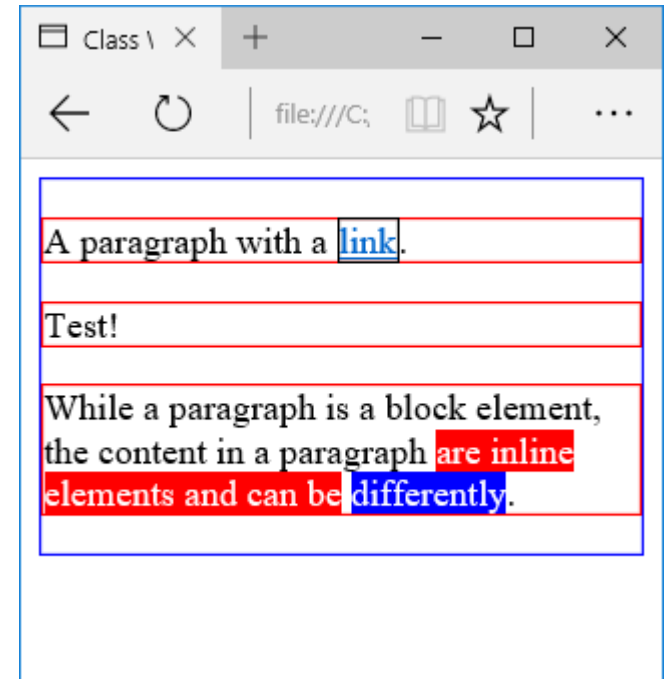 Class \
file:///C:
A paragraph with a link.
Test!
While a paragraph is a block element,
the content in a paragraph are inline
elements and can be differently.